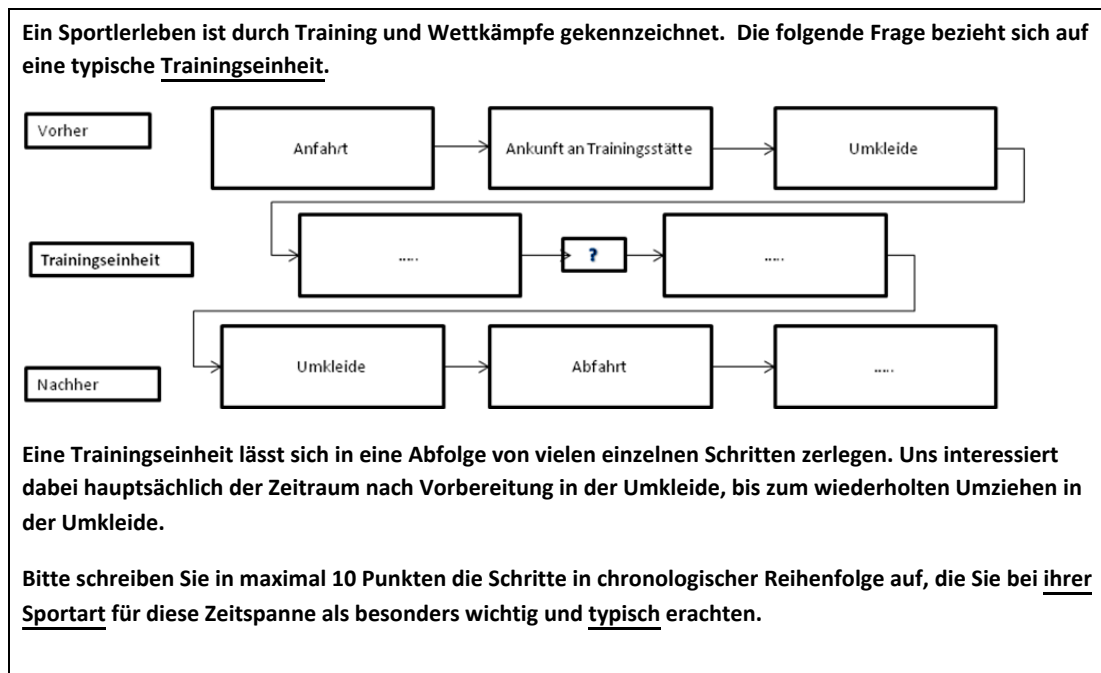 Ein Sportlerleben ist durch Training und Wettkämpfe gekennzeichnet.  Die folgende Frage bezieht sich auf
eine typische Trainingseinheit.
Vorher
Anfahrt
Ankunft an Trainingsstätte
Umkleide
Trainingseinheit
.....
?
.....
Umkleide
Abfahrt
.....
Nachher
Eine Trainingseinheit lässt sich in eine Abfolge von vielen einzelnen Schritten zerlegen. Uns interessiert
dabei hauptsächlich der Zeitraum nach Vorbereitung in der Umkleide, bis zum wiederholten Umziehen in
der Umkleide.
Bitte schreiben Sie in maximal 10 Punkten die Schritte in chronologischer Reihenfolge auf, die Sie bei ihrer
Sportart für diese Zeitspanne als besonders wichtig und typisch erachten.